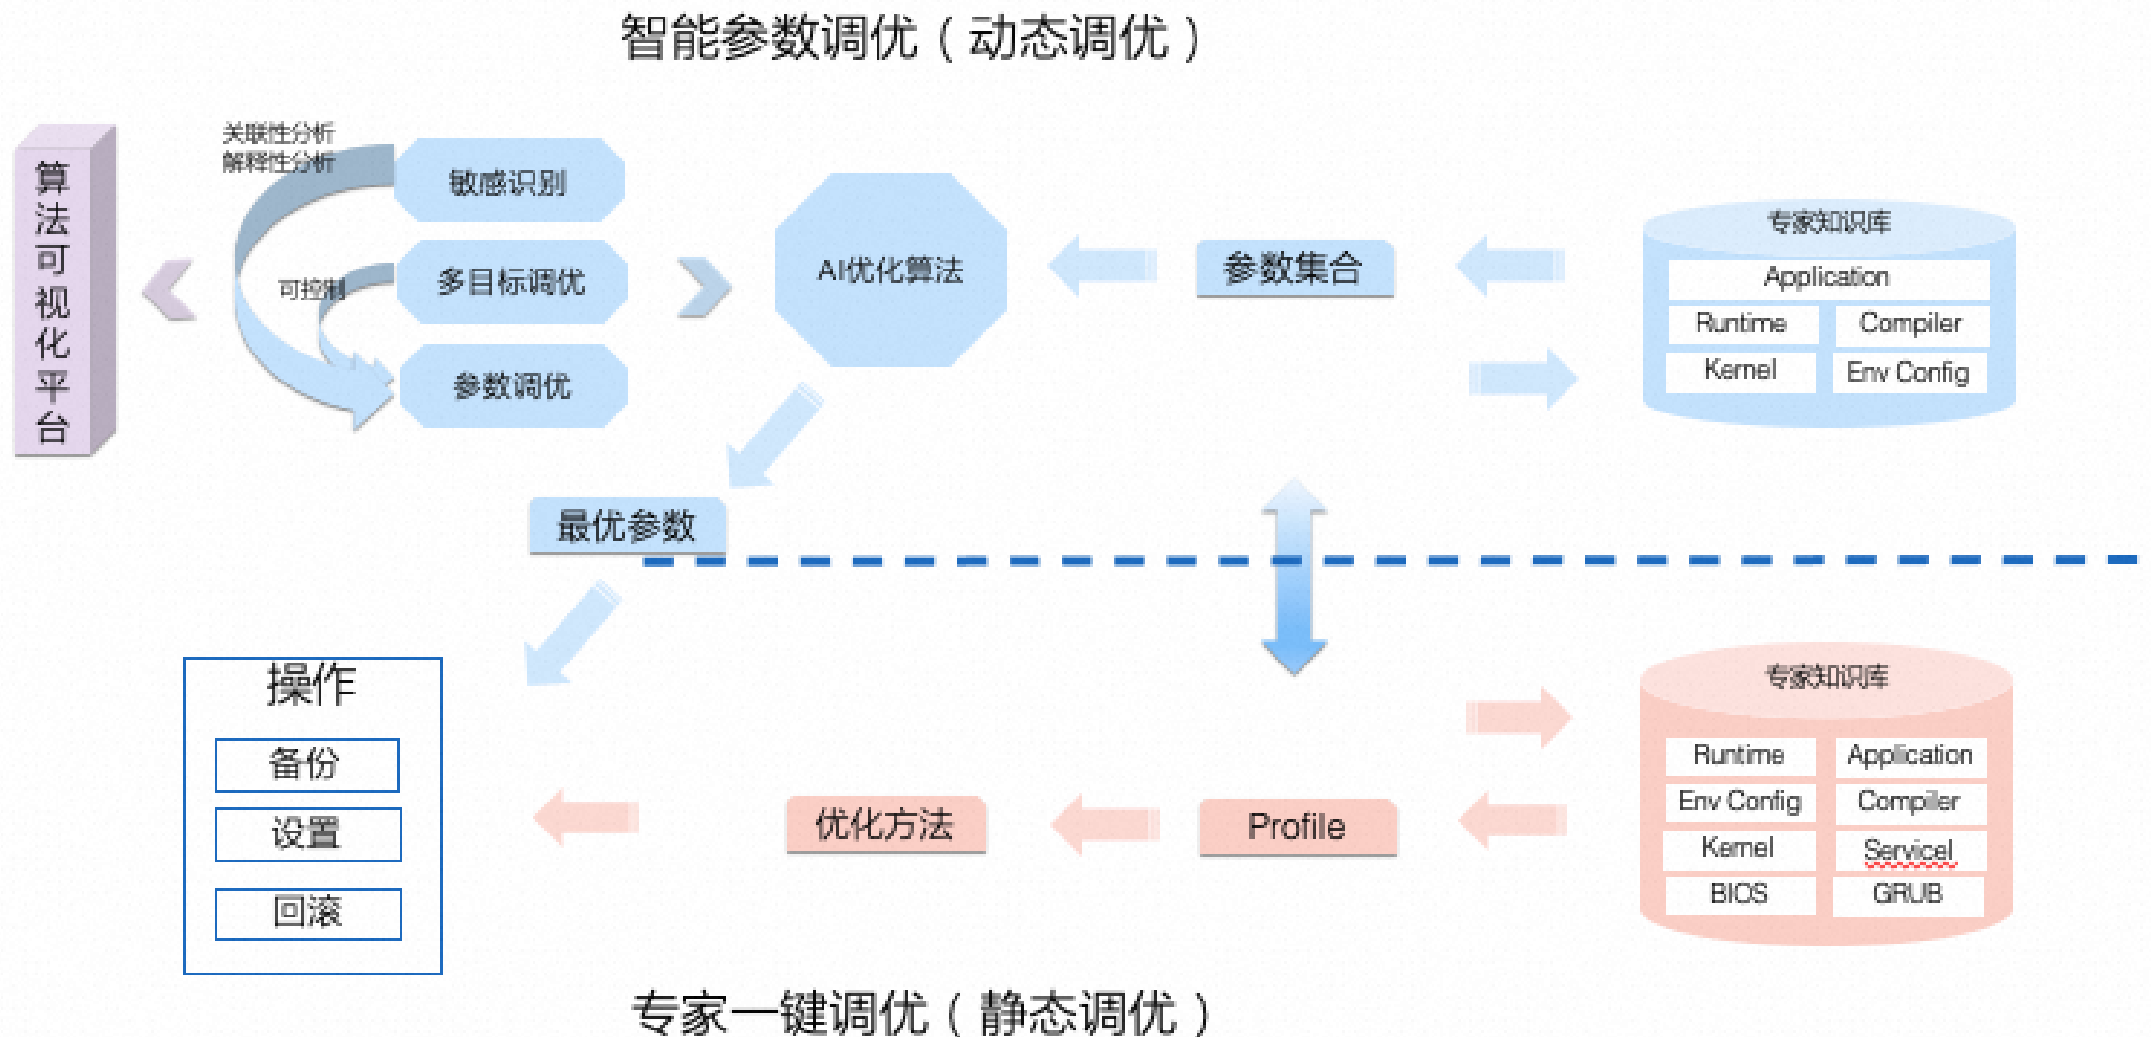 智能参数调优（动态调优）
算法可视化平台
关联性分析
解释性分析
可控制
敏感识别
多目标调优
参数调优
AI优化算法
参数集合
专家知识库
Application
Runtime
Compiler
Kernel
Env Config
最优参数
操作
备份
设置
回滚
优化方法
Profile
专家知识库
Runtime
Application
Env Config
Compiler
Kernel
Servicel
BIOS
GRUB
专家一键调优（静态调优）